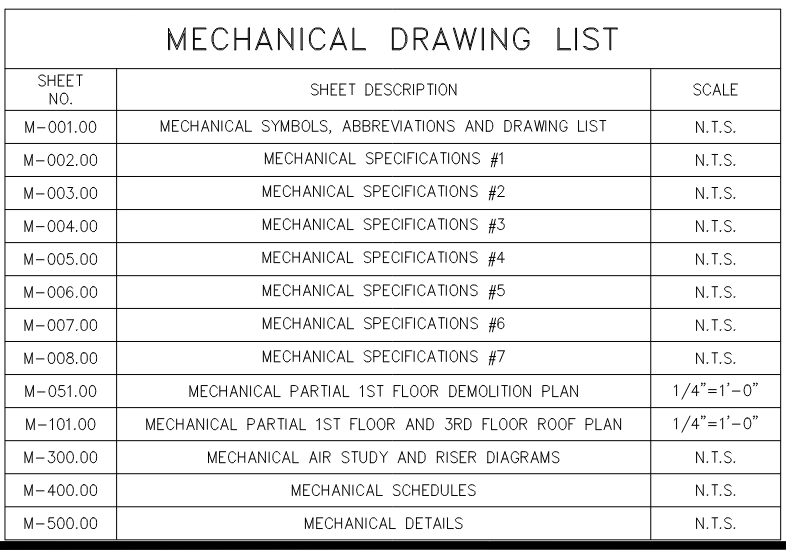 MECHANICAL DRAWING LIST
SHEET NO. SHEET DESCRIPTION SCALE
M-001.00 MECHANICAL SYMBOLS, ABBREVIATIONS AND DRAWING LIST N.T.S.
M-002.00 MECHANICAL SPECIFICATIONS #1 N.T.S.
M-003.00 MECHANICAL SPECIFICATIONS #2 N.T.S.
M-004.00 MECHANICAL SPECIFICATIONS #3 N.T.S.
M-005.00 MECHANICAL SPECIFICATIONS #4 N.T.S.
M-006.00 MECHANICAL SPECIFICATIONS #5 N.T.S.
M-007.00 MECHANICAL SPECIFICATIONS #6 N.T.S.
M-008.00 MECHANICAL SPECIFICATIONS #7 N.T.S.
M-051.00 MECHANICAL PARTIAL 1ST FLOOR DEMOLITION PLAN 1/4"=1'-0"
M-101.00 MECHANICAL PARTIAL 1ST FLOOR AND 3RD FLOOR ROOF PLAN 1/4"=1'-0"
M-300.00 MECHANICAL AIR STUDY AND RISER DIAGRAMS N.T.S.
M-400.00 MECHANICAL SCHEDULES N.T.S.
M-500.00 MECHANICAL DETAILS N.T.S.